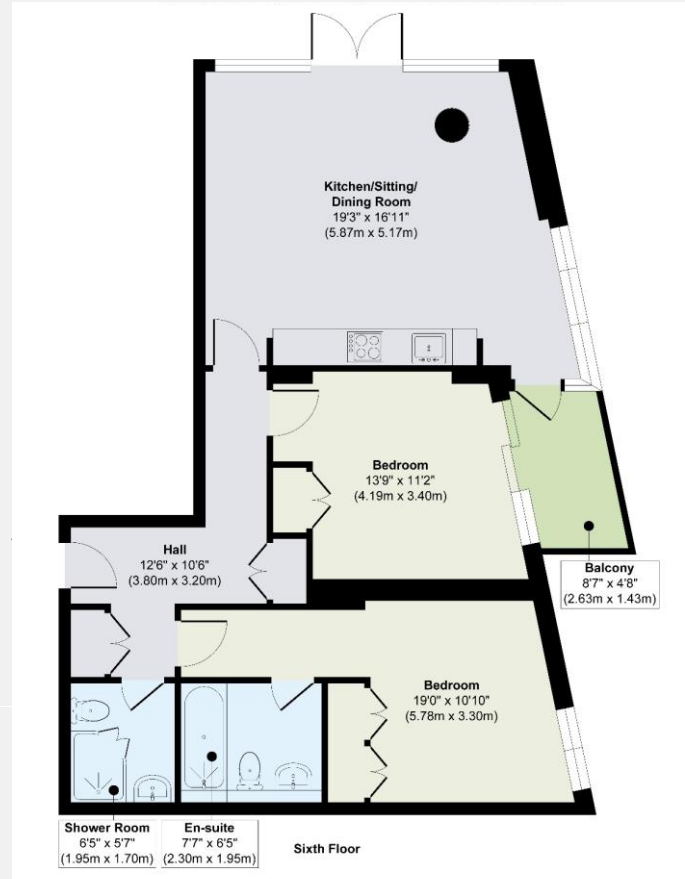 Kitchen/Sitting/
Dining Room
19'3" x 16'11"
(5.87m x 5.17m)
Bedroom
13'9" x 11'2"
(4.19m x 3.40m)
Hall
12'6" x 10'6"
(3.80m x 3.20m)
Balcony
8'7" x 4'8"
(2.63m x 1.43m)
Bedroom
19'0" x 10'10"
(5.78m x 3.30m)
Shower Room
6'5" x 5'7"
(1.95m x 1.70m)
En-suite
7'7" x 6'5"
(2.30m x 1.95m)
Sixth Floor